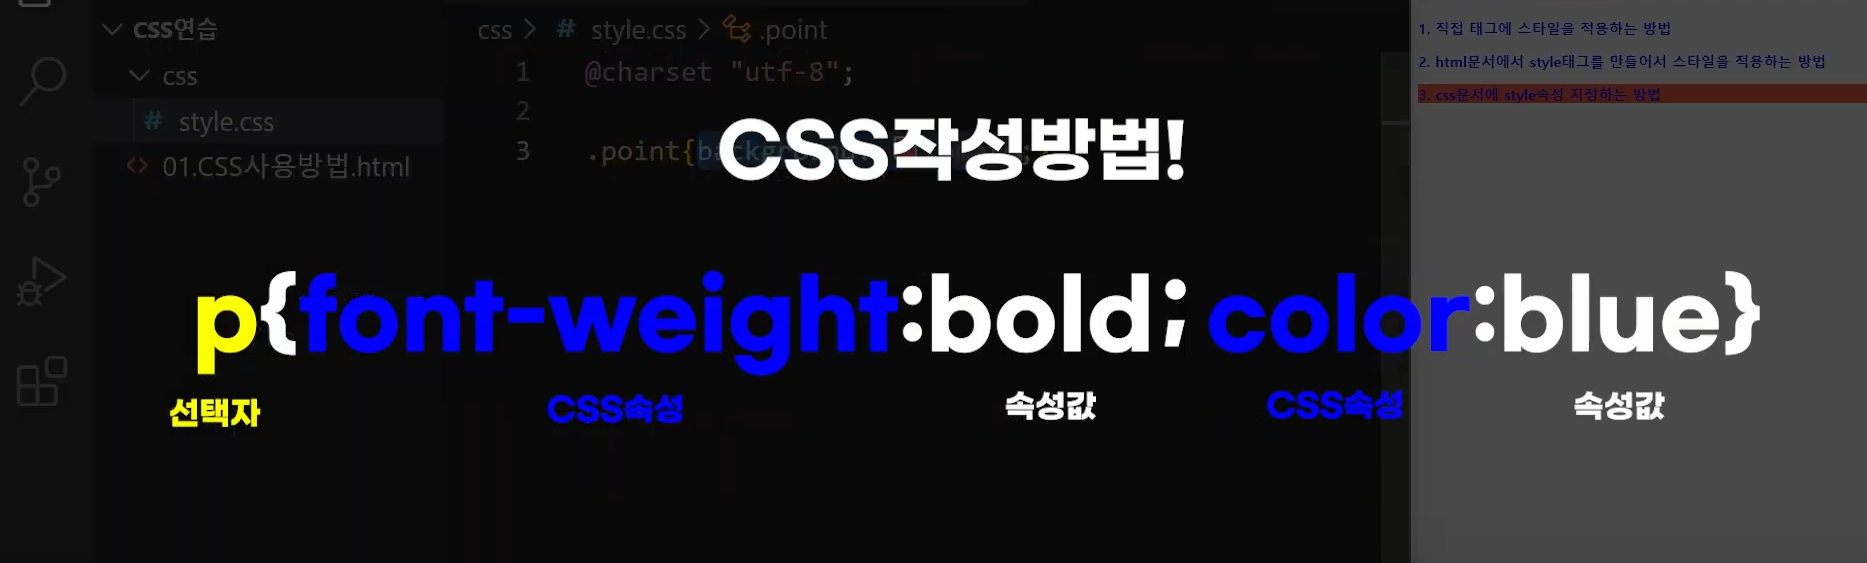 CSS연습
css
# style.css
<> 01.CSS사용방법.html
css > # style.css > .point
1 @charset "utf-8";
2
3 .point{
CSS작성방법!
p{font-weight:bold; color:blue}
선택자 CSS속성 속성값 CSS속성 속성값
1. 직접 태그에 스타일을 적용하는 방법
2. html문서에서 style태그를 만들어서 스타일을 적용하는 방법
3. css문서에 style속성 지정하는 방법